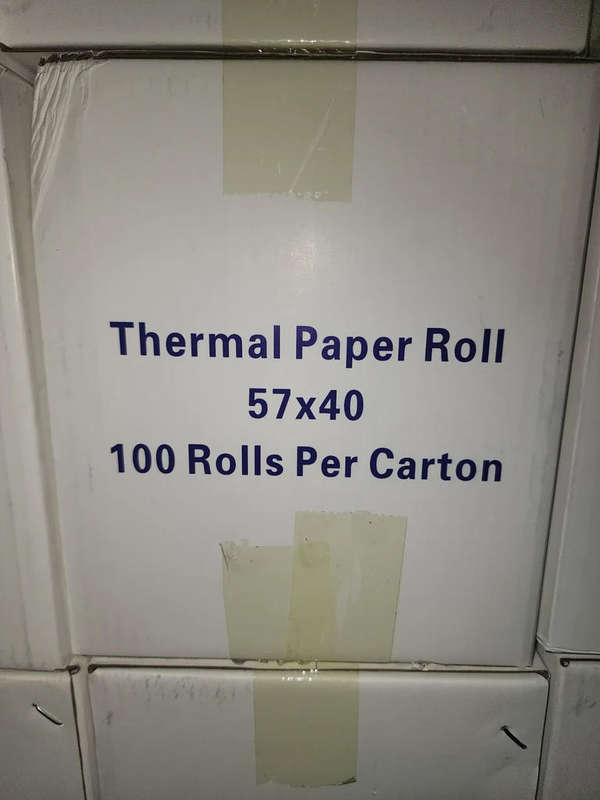 Thermal Paper Roll
57x40
100 Rolls Per Carton